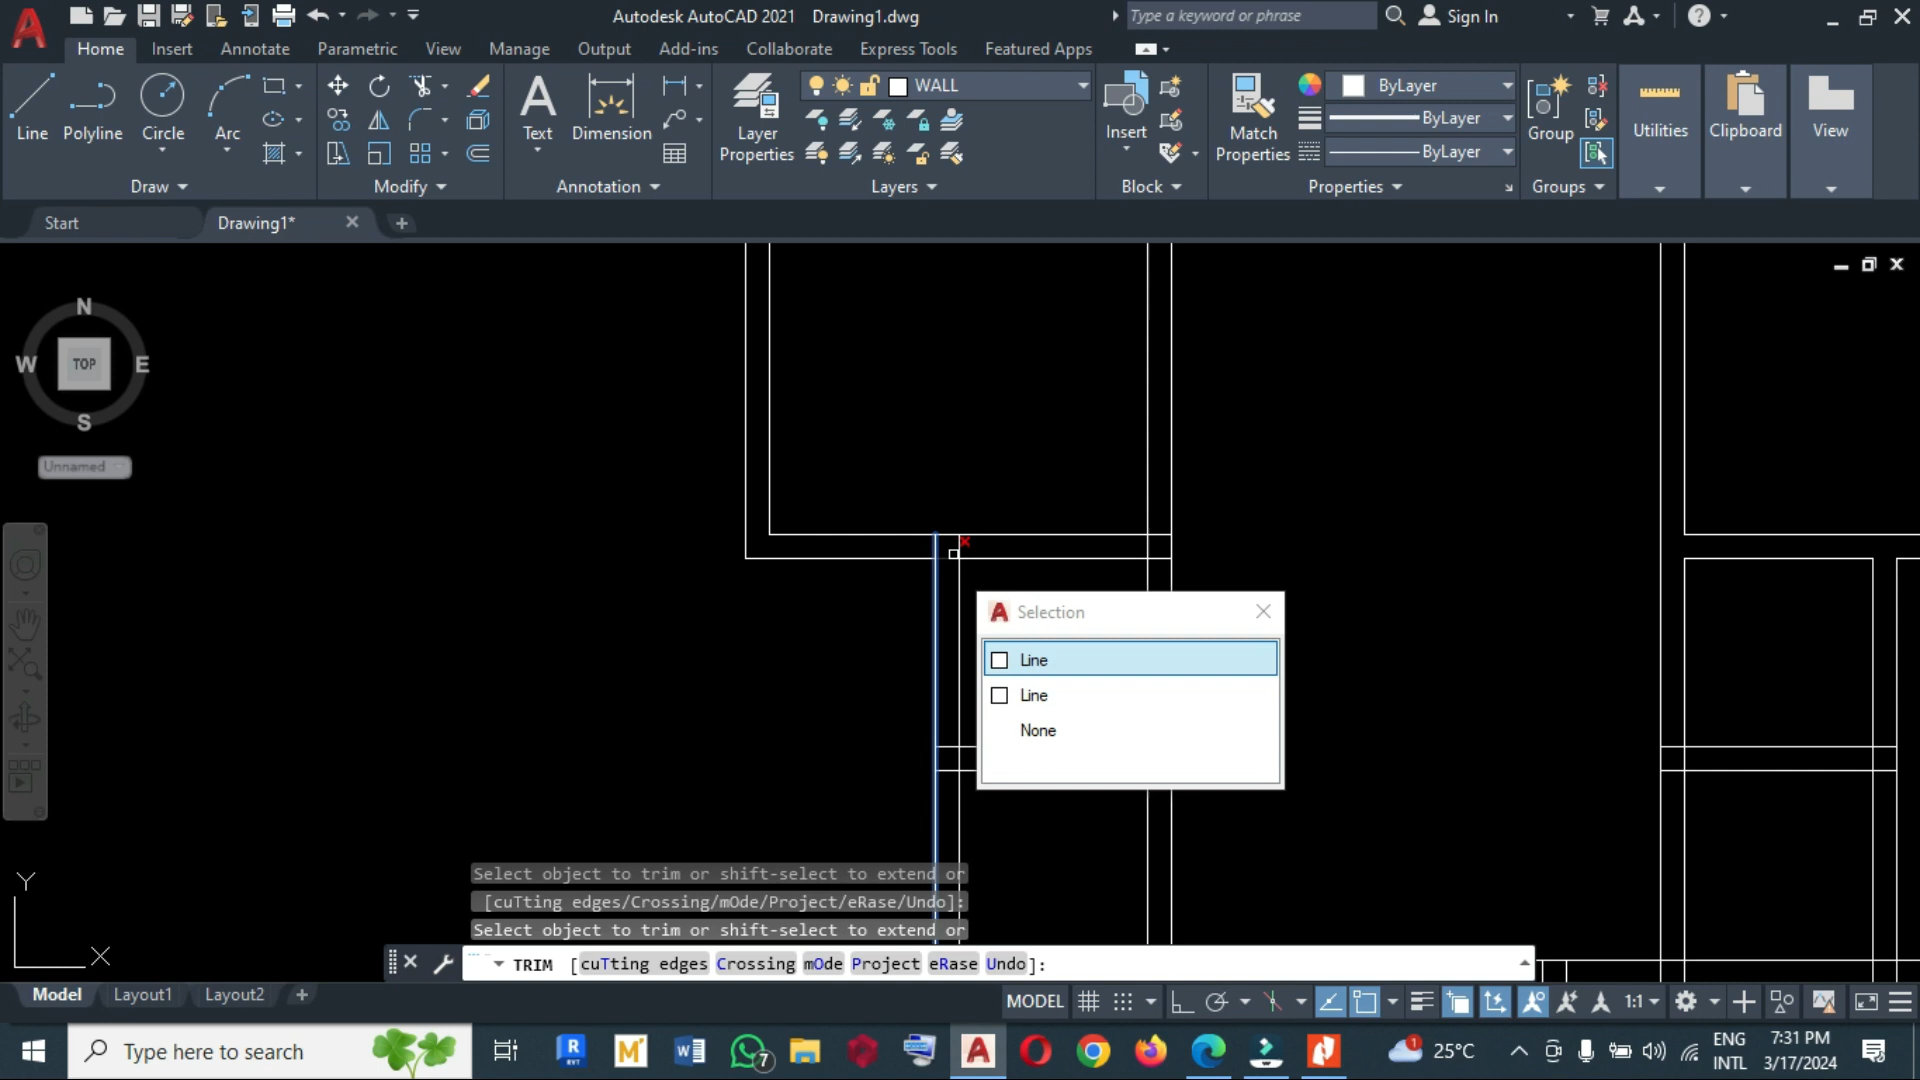 Autodesk AutoCAD 2021 Drawing1.dwg
Type a keyword or phrase
Sign In
Home Insert Annotate Parametric View Manage Output Add-ins Collaborate Express Tools Featured Apps
Line Polyline Circle Arc
Text Dimension
Layer
Properties
WALL
Insert
Match
Properties
ByLayer
ByLayer
ByLayer
Group
Utilities
Clipboard
View
Draw Modify Annotation Layers Block Properties Groups
Start Drawing1*
N
W TOP E
S
Unnamed
Selection
Line
Line
None
Select object to trim or shift-select to extend or
[cuTting edges/Crossing/mOde/Project/eRase/Undo]:
Select object to trim or shift-select to extend or
TRIM [cuTting edges Crossing mOde Project eRase Undo]:
Y
X
Model Layout1 Layout2
MODEL 1:1
Type here to search
7
25°C
ENG
INTL
7:31 PM
3/17/2024